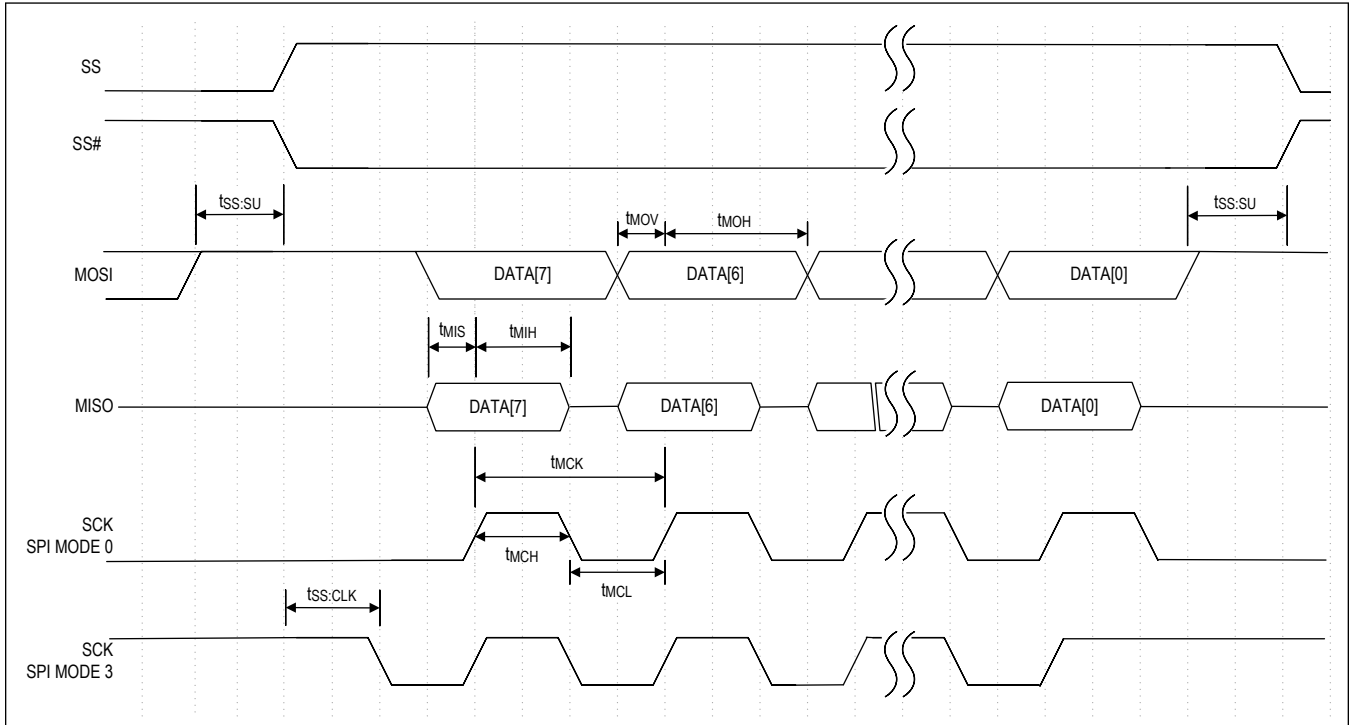 SS
SS#
tSS:SU
tMOV
tMOH
tSS:SU
MOSI
DATA[7]
DATA[6]
DATA[0]
tMIS
tMIH
MISO
DATA[7]
DATA[6]
DATA[0]
tMCK
SCK
SPI MODE 0
tMCH
tMCL
tSS:CLK
SCK
SPI MODE 3